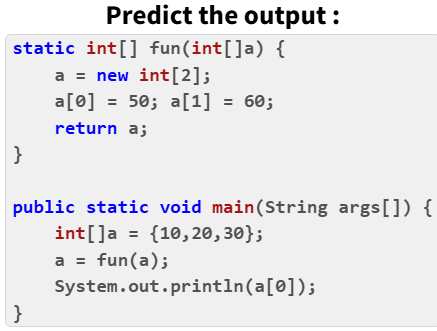 Predict the output :
static int[] fun(int[]a) {
    a = new int[2];
    a[0] = 50; a[1] = 60;
    return a;
}

public static void main(String args[]) {
    int[]a = {10,20,30};
    a = fun(a);
    System.out.println(a[0]);
}